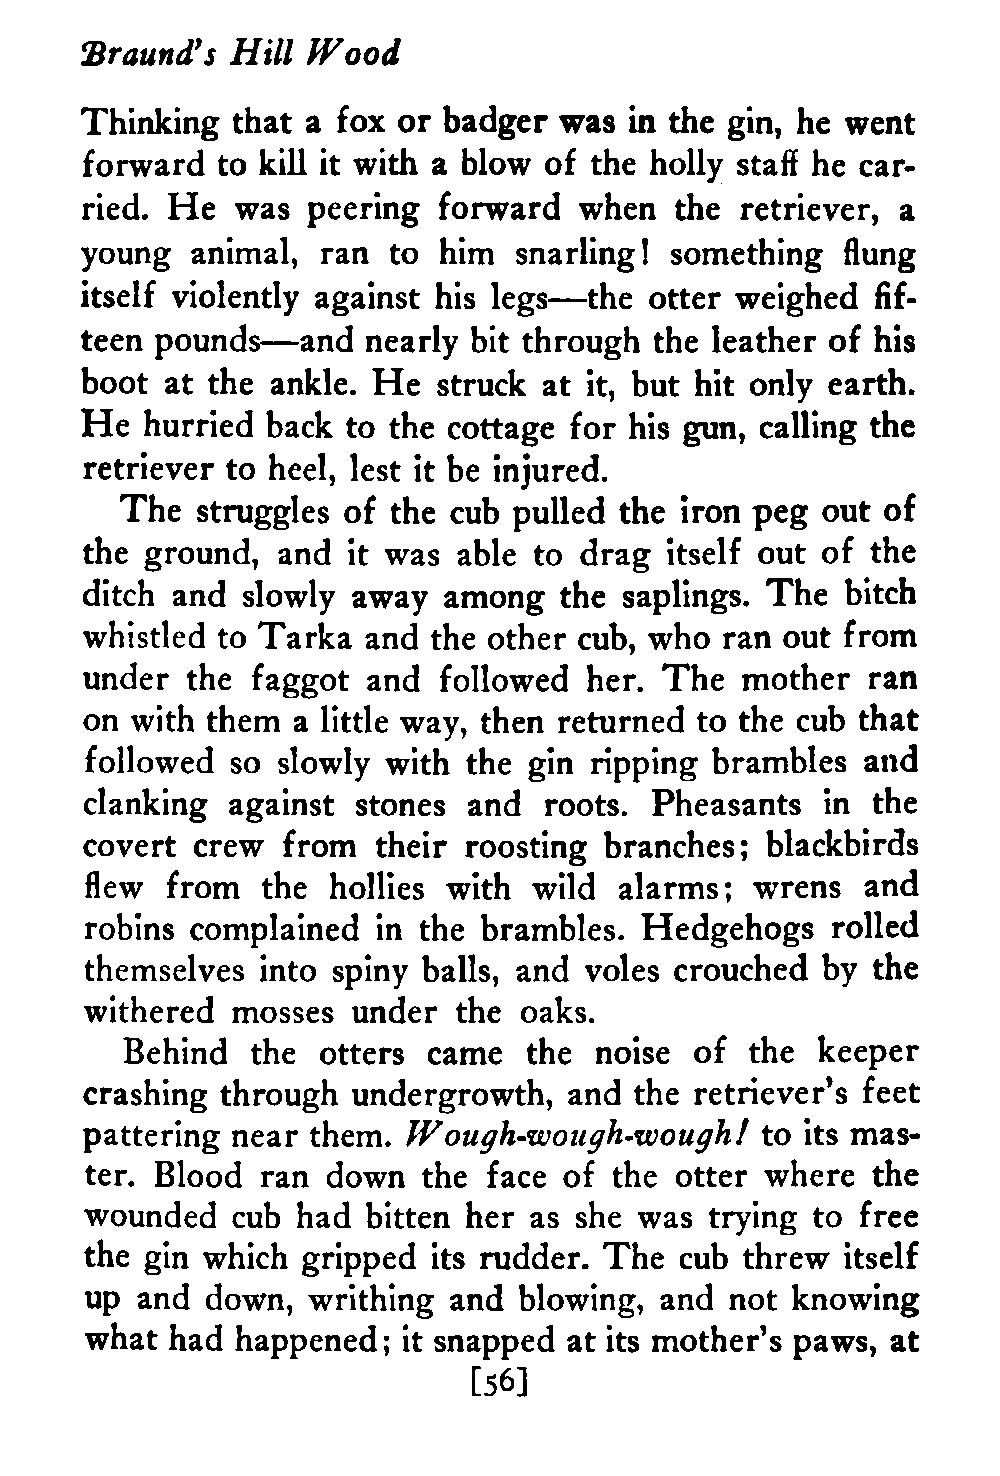 Braund's Hill Wood
Thinking that a fox or badger was in the gin, he went
forward to kill it with a blow of the holly staff he car-
ried. He was peering forward when the retriever, a
young animal, ran to him snarling! something flung
itself violently against his legs—the otter weighed fif-
teen pounds—and nearly bit through the leather of his
boot at the ankle. He struck at it, but hit only earth.
He hurried back to the cottage for his gun, calling the
retriever to heel, lest it be injured.
The struggles of the cub pulled the iron peg out of
the ground, and it was able to drag itself out of the
ditch and slowly away among the saplings. The bitch
whistled to Tarka and the other cub, who ran out from
under the faggot and followed her. The mother ran
on with them a little way, then returned to the cub that
followed so slowly with the gin ripping brambles and
clanking against stones and roots. Pheasants in the
covert crew from their roosting branches; blackbirds
flew from the hollies with wild alarms; wrens and
robins complained in the brambles. Hedgehogs rolled
themselves into spiny balls, and voles crouched by the
withered mosses under the oaks.
Behind the otters came the noise of the keeper
crashing through undergrowth, and the retriever's feet
pattering near them. Wough-wough-wough! to its mas-
ter. Blood ran down the face of the otter where the
wounded cub had bitten her as she was trying to free
the gin which gripped its rudder. The cub threw itself
up and down, writhing and blowing, and not knowing
what had happened; it snapped at its mother's paws, at
[56]